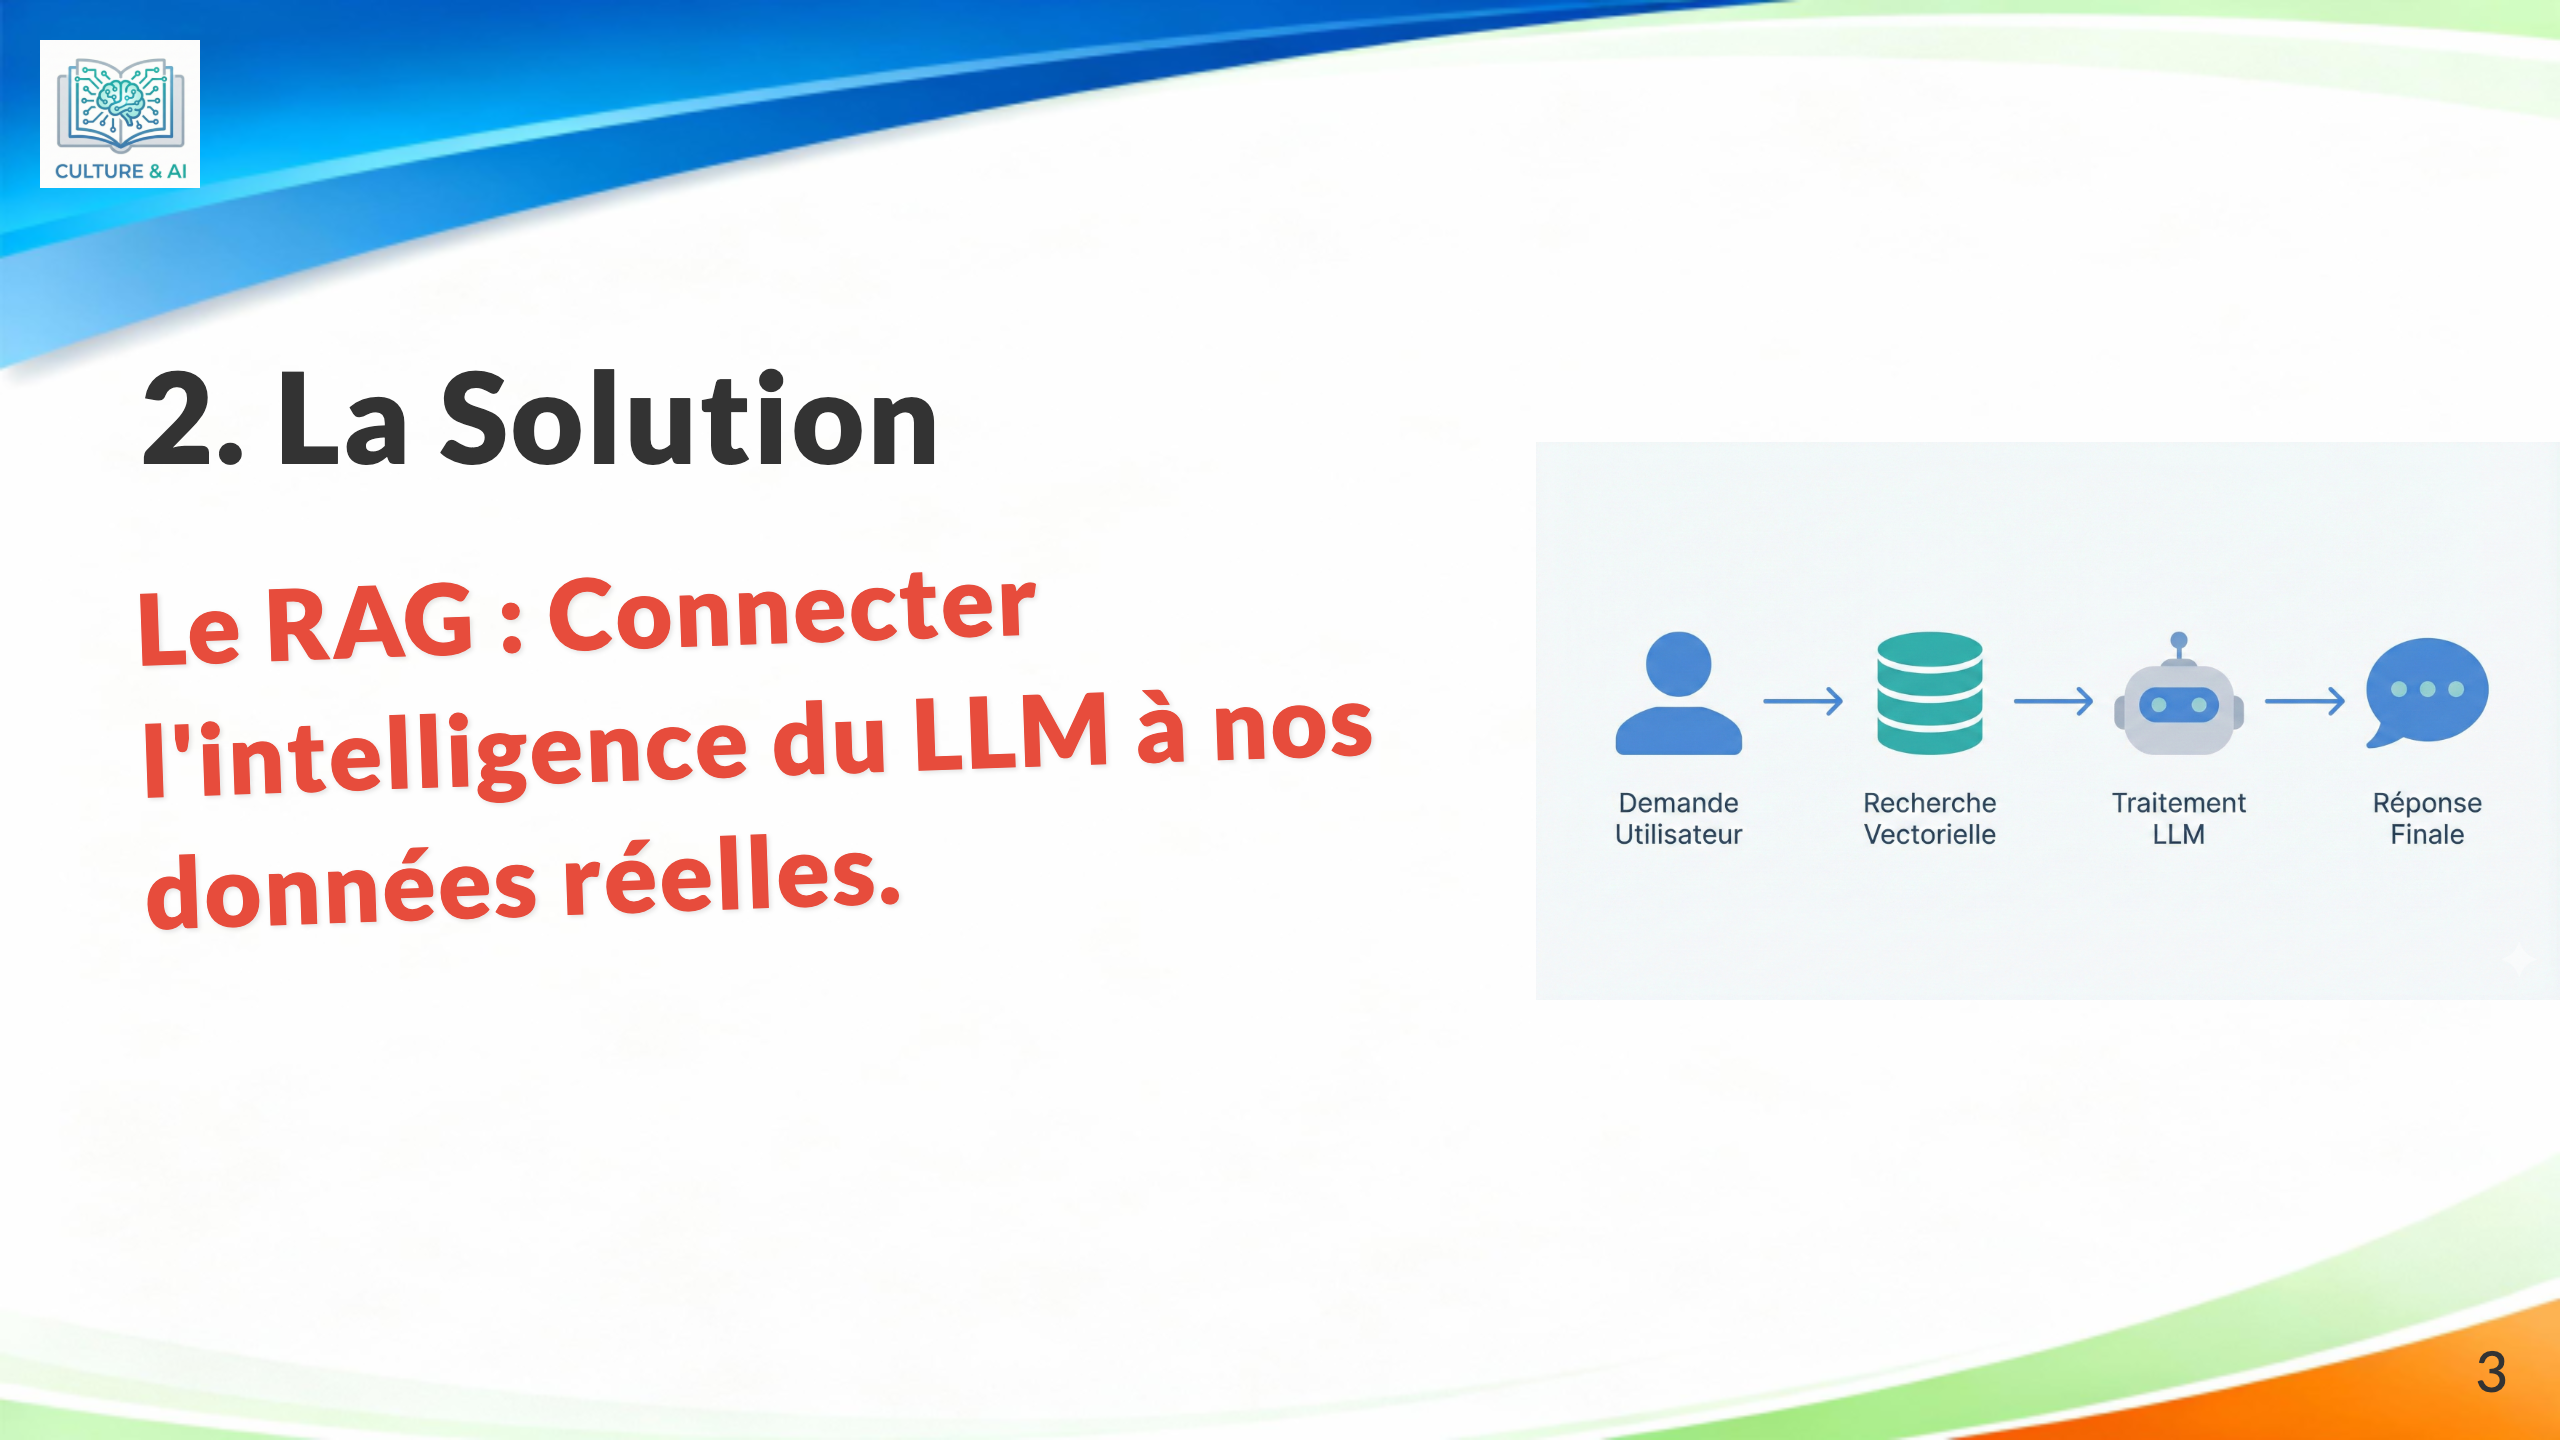 CULTURE & AI
2. La Solution
Le RAG : Connecter
l'intelligence du LLM à nos
données réelles.
Demande
Utilisateur
Recherche
Vectorielle
Traitement
LLM
Réponse
Finale
3